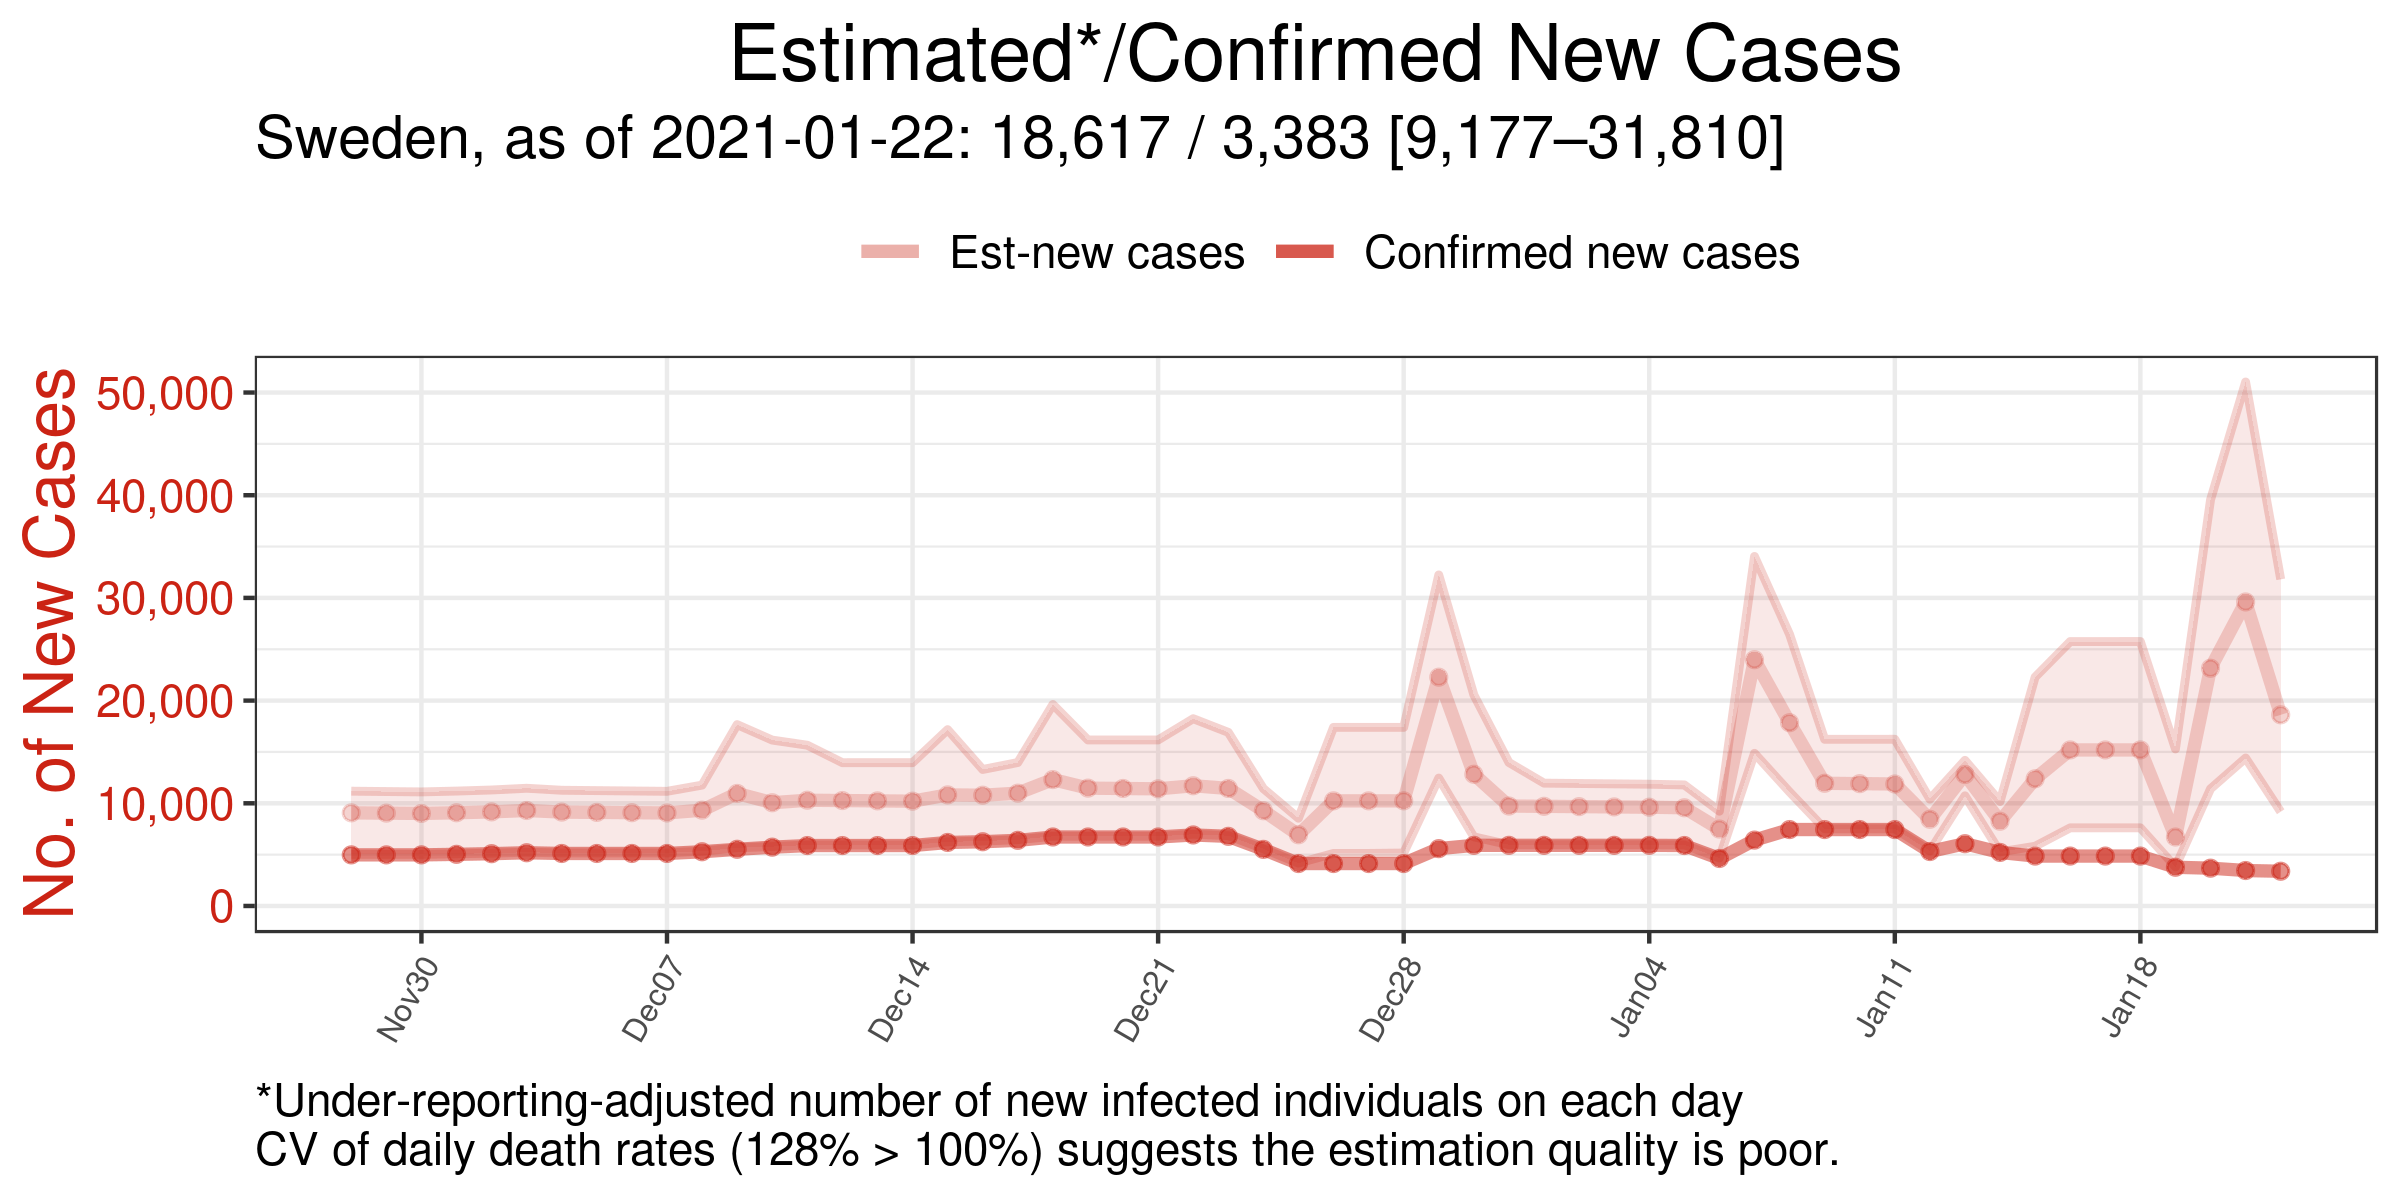 Estimated*/Confirmed New Cases
Sweden, as of 2021-01-22: 18,617 / 3,383 [9,177–31,810]
Est-new cases
Confirmed new cases
No. of New Cases
50,000
40,000
30,000
20,000
10,000
0
Nov30
Dec07
Dec14
Dec21
Dec28
Jan04
Jan11
Jan18
*Under-reporting-adjusted number of new infected individuals on each day
CV of daily death rates (128% > 100%) suggests the estimation quality is poor.